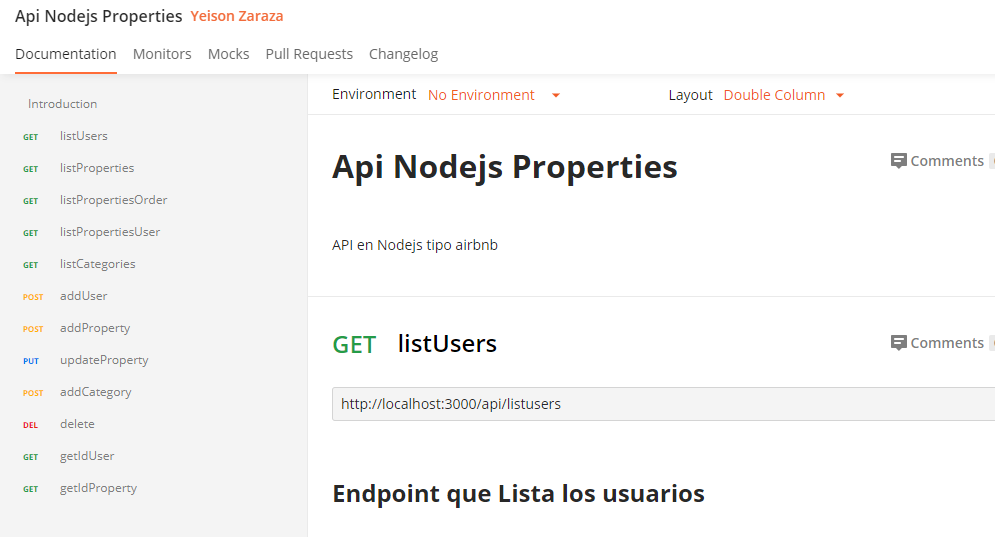 Api Nodejs Properties Yeison Zaraza
Documentation Monitors Mocks Pull Requests Changelog
Introduction
GET listUsers
GET listProperties
GET listPropertiesOrder
GET listPropertiesUser
GET listCategories
POST addUser
POST addProperty
PUT updateProperty
POST addCategory
DEL delete
GET getIdUser
GET getIdProperty
Environment No Environment Layout Double Column
Api Nodejs Properties Comments
API en Nodejs tipo airbnb
GET listUsers Comments
http://localhost:3000/api/listusers
Endpoint que Lista los usuarios